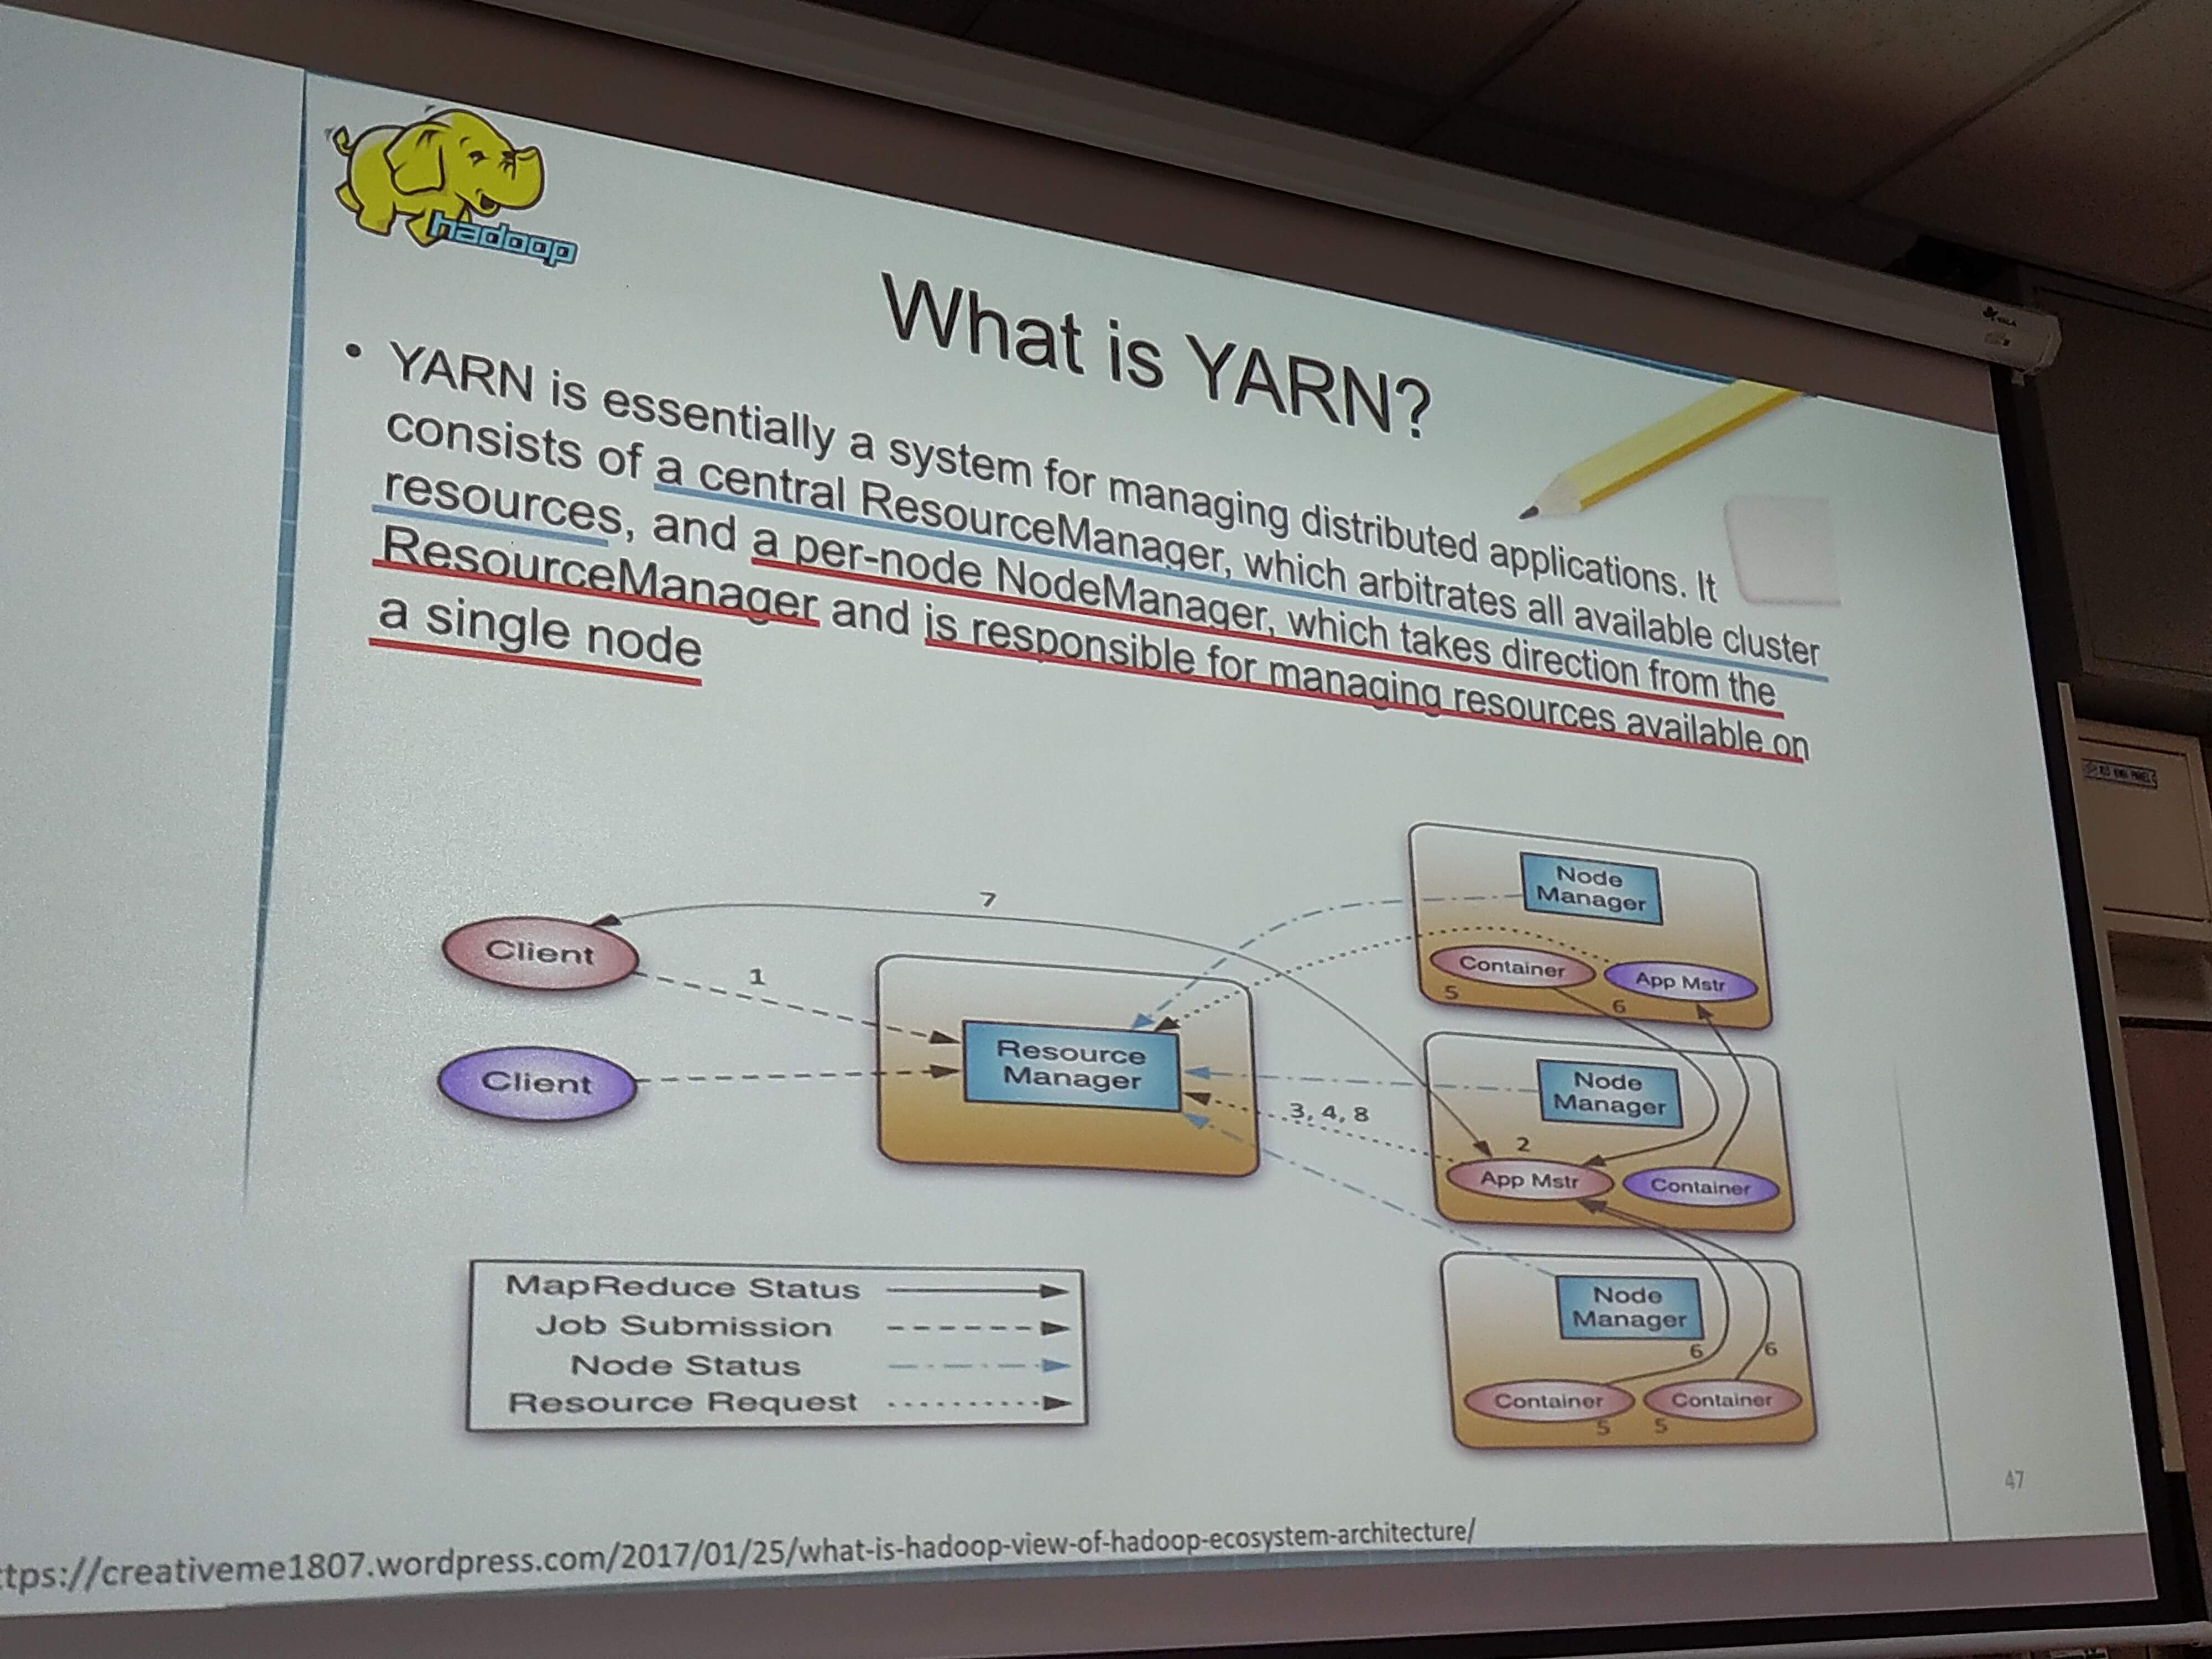 hadoop
What is YARN?
• YARN is essentially a system for managing distributed applications. It
consists of a central ResourceManager, which arbitrates all available cluster
resources, and a per-node NodeManager, which takes direction from the
ResourceManager and is responsible for managing resources available on
a single node
Client
Client
1
7
Resource
Manager
3, 4, 8
Node
Manager
Container
App Mstr
5
6
Node
Manager
2
App Mstr
Container
Node
Manager
6
6
Container
Container
5
5
MapReduce Status
Job Submission
Node Status
Resource Request
47
tps://creativeme1807.wordpress.com/2017/01/25/what-is-hadoop-view-of-hadoop-ecosystem-architecture/